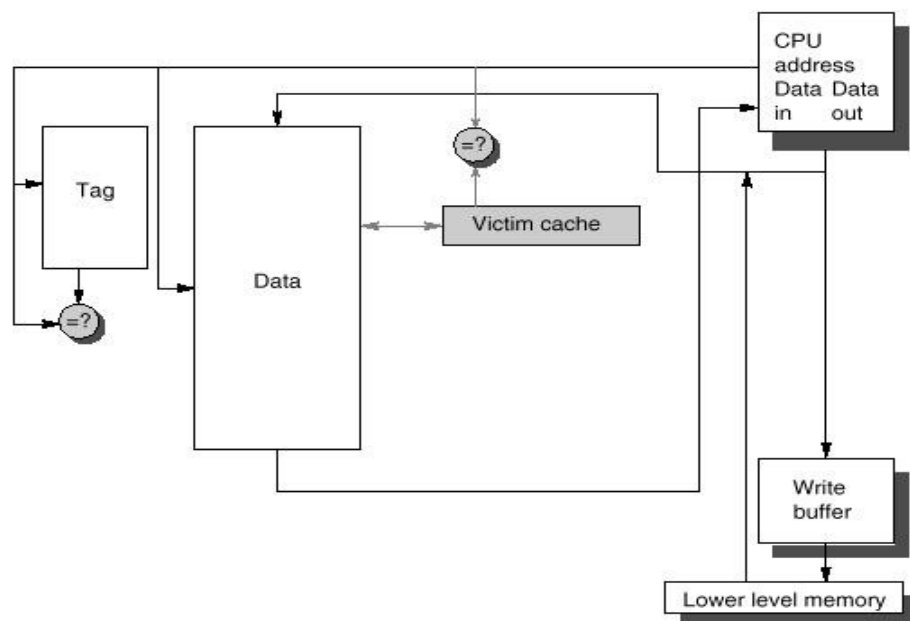 CPU
address
Data Data
in out
=?
Tag
Victim cache
Data
=?
Write
buffer
Lower level memory